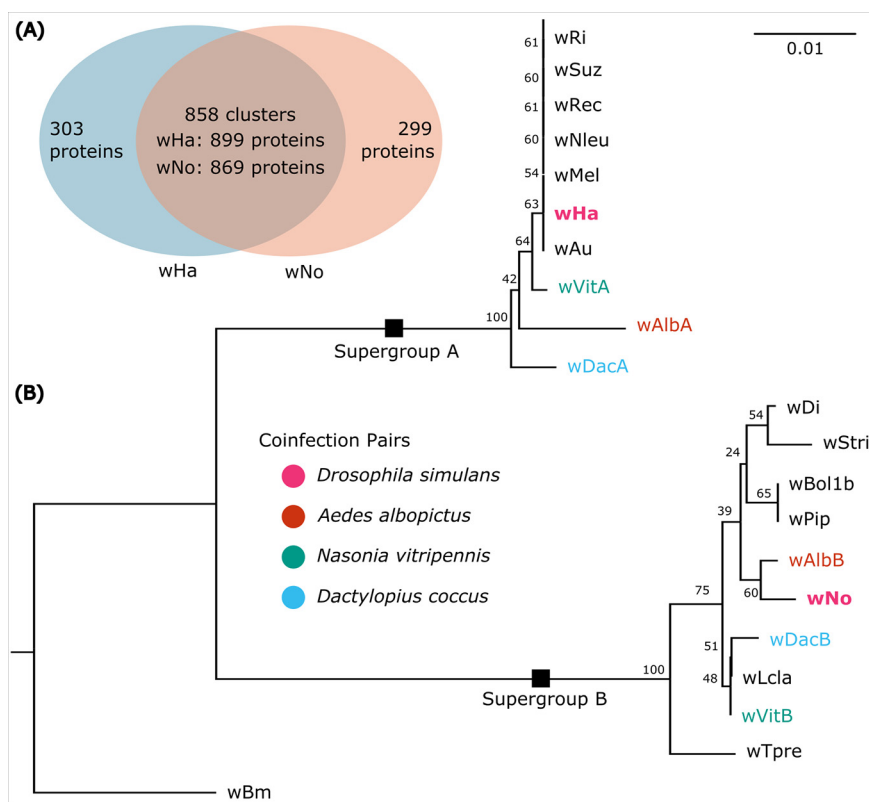 (A)
303
proteins
858 clusters
wHa: 899 proteins
wNo: 869 proteins
299
proteins
wHa
wNo
0.01
61
wRi
60
wSuz
61
wRec
60
wNleu
54
wMel
63
wHa
64
wAu
42
wVitA
100
wAlbA
Supergroup A
wDacA
(B)
Coinfection Pairs
Drosophila simulans
Aedes albopictus
Nasonia vitripennis
Dactylopius coccus
54
wDi
24
wStri
65
wBol1b
39
wPip
wAlbB
75
60
wNo
51
wDacB
100
48
wLcla
Supergroup B
wVitB
wTpre
wBm